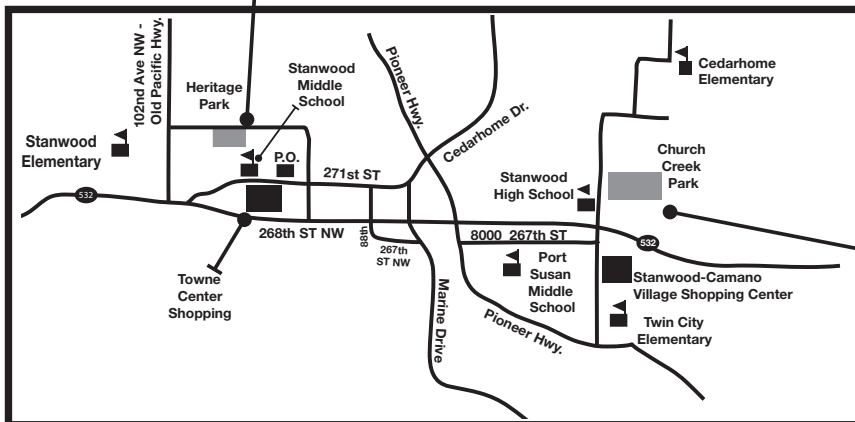 102nd Ave NW -
Old Pacific Hwy.
Heritage
Park
Stanwood
Middle
School
Pioneer Hwy.
Cedarhome Dr.
Cedarhome
Elementary
Stanwood
Elementary
P.O.
271st ST
Stanwood
High School
Church
Creek
Park
532
268th ST NW
88th
267th
ST NW
8000 267th ST
532
Towne
Center
Shopping
Marine Drive
Port
Susan
Middle
School
Pioneer Hwy.
Stanwood-Camano
Village Shopping Center
Twin City
Elementary